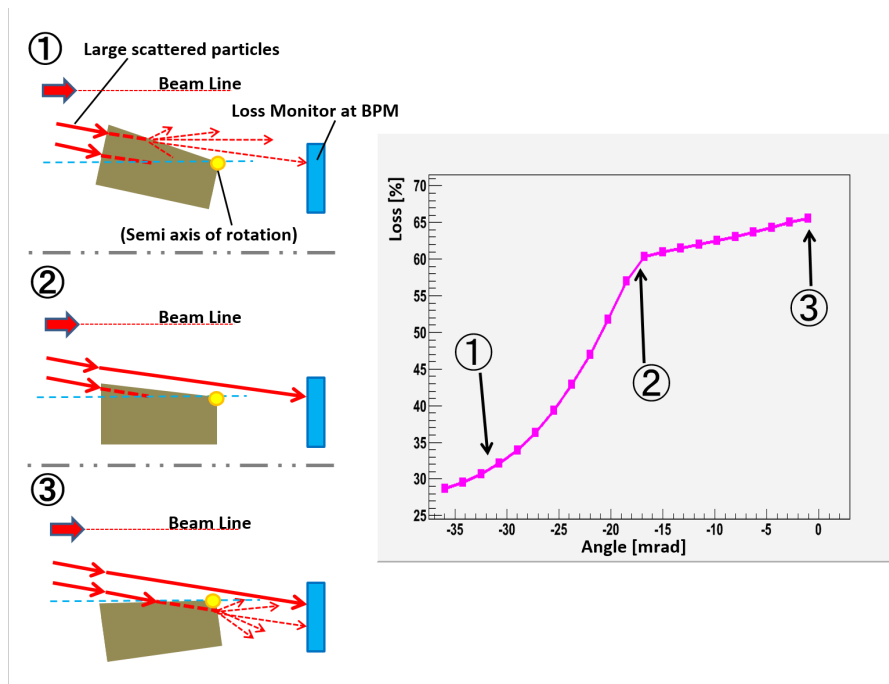 ①
Large scattered particles
Beam Line
Loss Monitor at BPM
(Semi axis of rotation)
②
Beam Line
③
Beam Line
Loss [%]
70
65
60
55
50
45
40
35
30
25
-35 -30 -25 -20 -15 -10 -5 0
Angle [mrad]
①
②
③